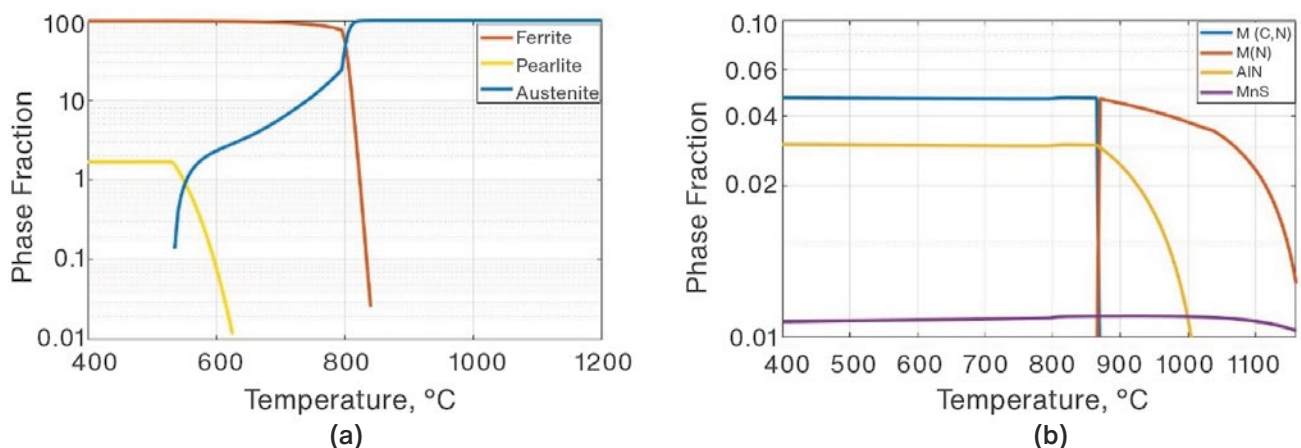 100
10
1
0.1
0.01
Phase Fraction
Ferrite
Pearlite
Austenite
400 600 800 1000 1200
Temperature, °C
(a)
0.10
0.06
0.04
0.02
0.01
Phase Fraction
M (C,N)
M(N)
AlN
MnS
400 500 600 700 800 900 1000 1100
Temperature, °C
(b)